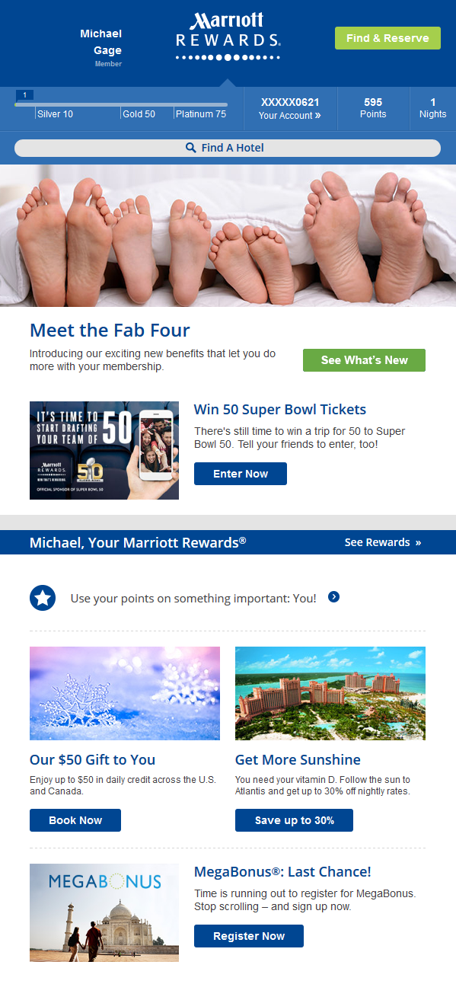 Michael
Gage
Member
Marriott
REWARDS.
Find & Reserve
1
Silver 10
Gold 50
Platinum 75
XXXXX0621
Your Account »
595
Points
1
Nights
Find A Hotel
Meet the Fab Four
Introducing our exciting new benefits that let you do
more with your membership.
See What's New
IT'S TIME TO
START DRAFTING
YOUR TEAM OF
50
Marriott
REWARDS.
NOW THAT'S REWARDING.
50
OFFICIAL SPONSOR OF SUPER BOWL 50
Win 50 Super Bowl Tickets
There's still time to win a trip for 50 to Super
Bowl 50. Tell your friends to enter, too!
Enter Now
Michael, Your Marriott Rewards®
See Rewards »
Use your points on something important: You!
Our $50 Gift to You
Enjoy up to $50 in daily credit across the U.S.
and Canada.
Book Now
Get More Sunshine
You need your vitamin D. Follow the sun to
Atlantis and get up to 30% off nightly rates.
Save up to 30%
MEGABONUS
MegaBonus®: Last Chance!
Time is running out to register for MegaBonus.
Stop scrolling – and sign up now.
Register Now